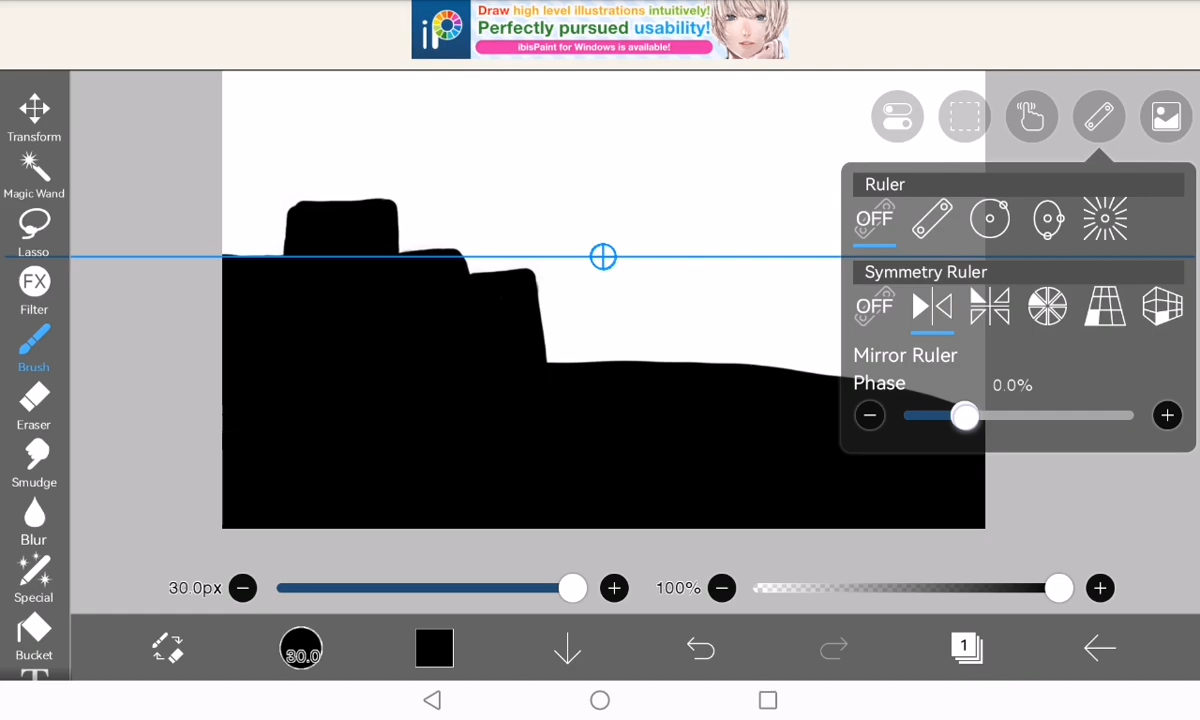 iP
Draw high level illustrations intuitively!
Perfectly pursued usability!
ibisPaint for Windows is available!
Transform
Magic Wand
Lasso
FX
Filter
Brush
Eraser
Smudge
Blur
Special
Bucket
T
Ruler
OFF
Symmetry Ruler
OFF
Mirror Ruler
Phase 0.0%
30.0px
100%
30.0
1